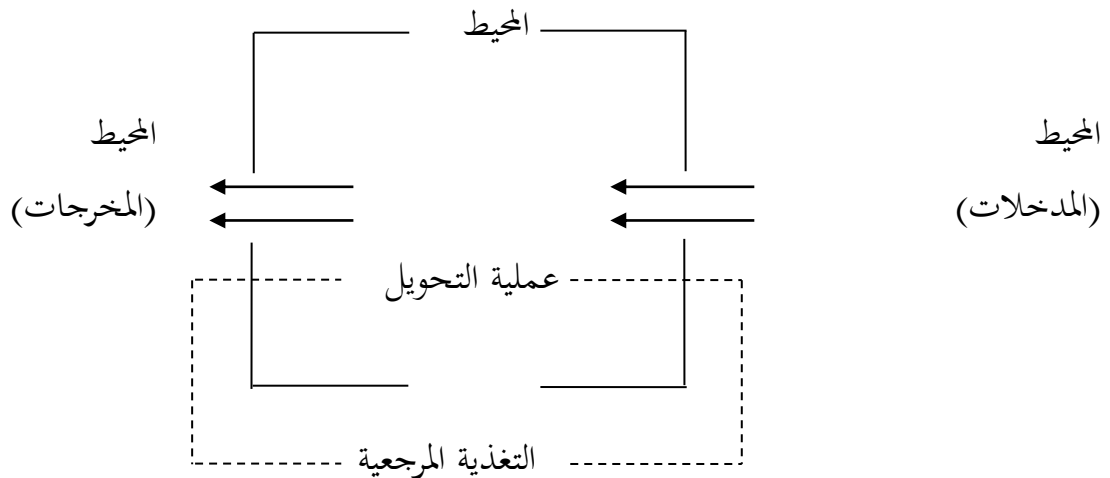 المحيط
المحيط
(المدخلات)
المحيط
(المخرجات)
عملية التحويل
التغذية المرجعية